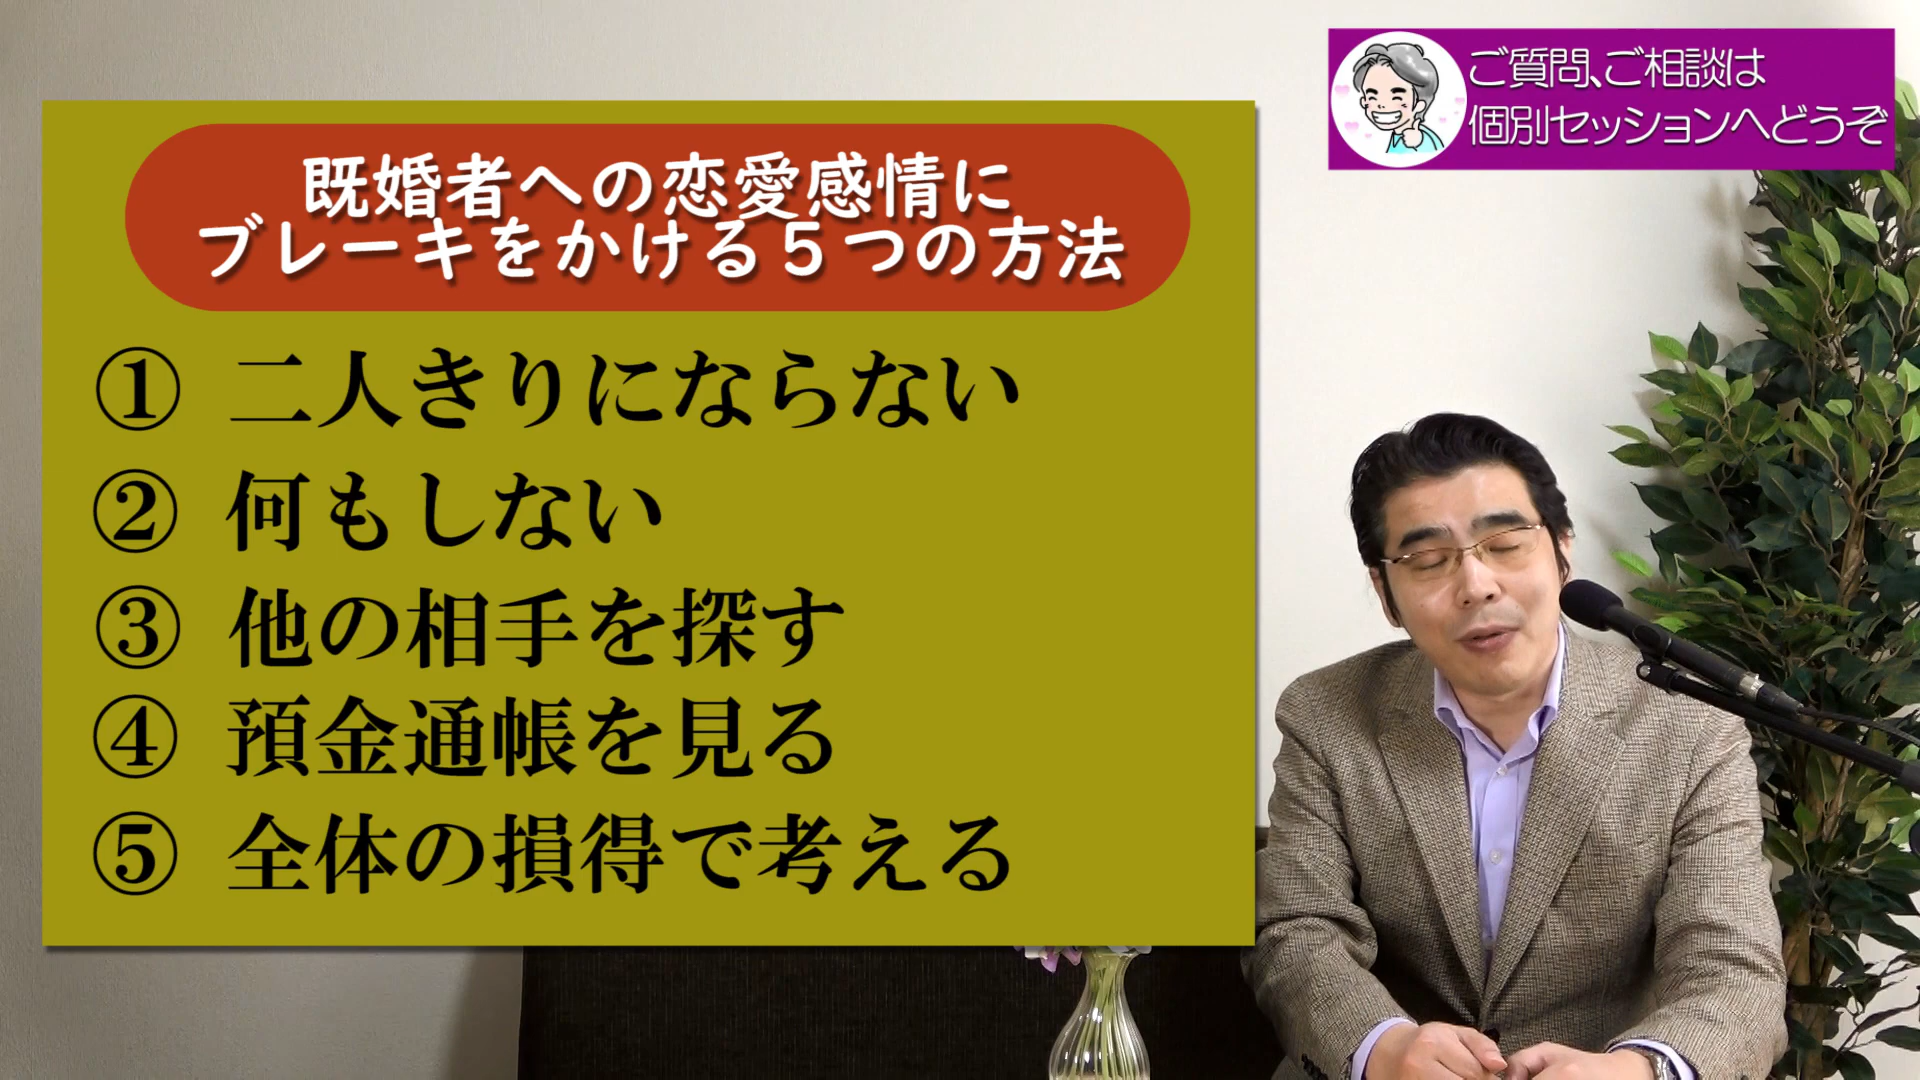 既婚者への恋愛感情に
ブレーキをかける５つの方法
① 二人きりにならない
② 何もしない
③ 他の相手を探す
④ 預金通帳を見る
⑤ 全体の損得で考える
ご質問、ご相談は
個別セッションへどうぞ